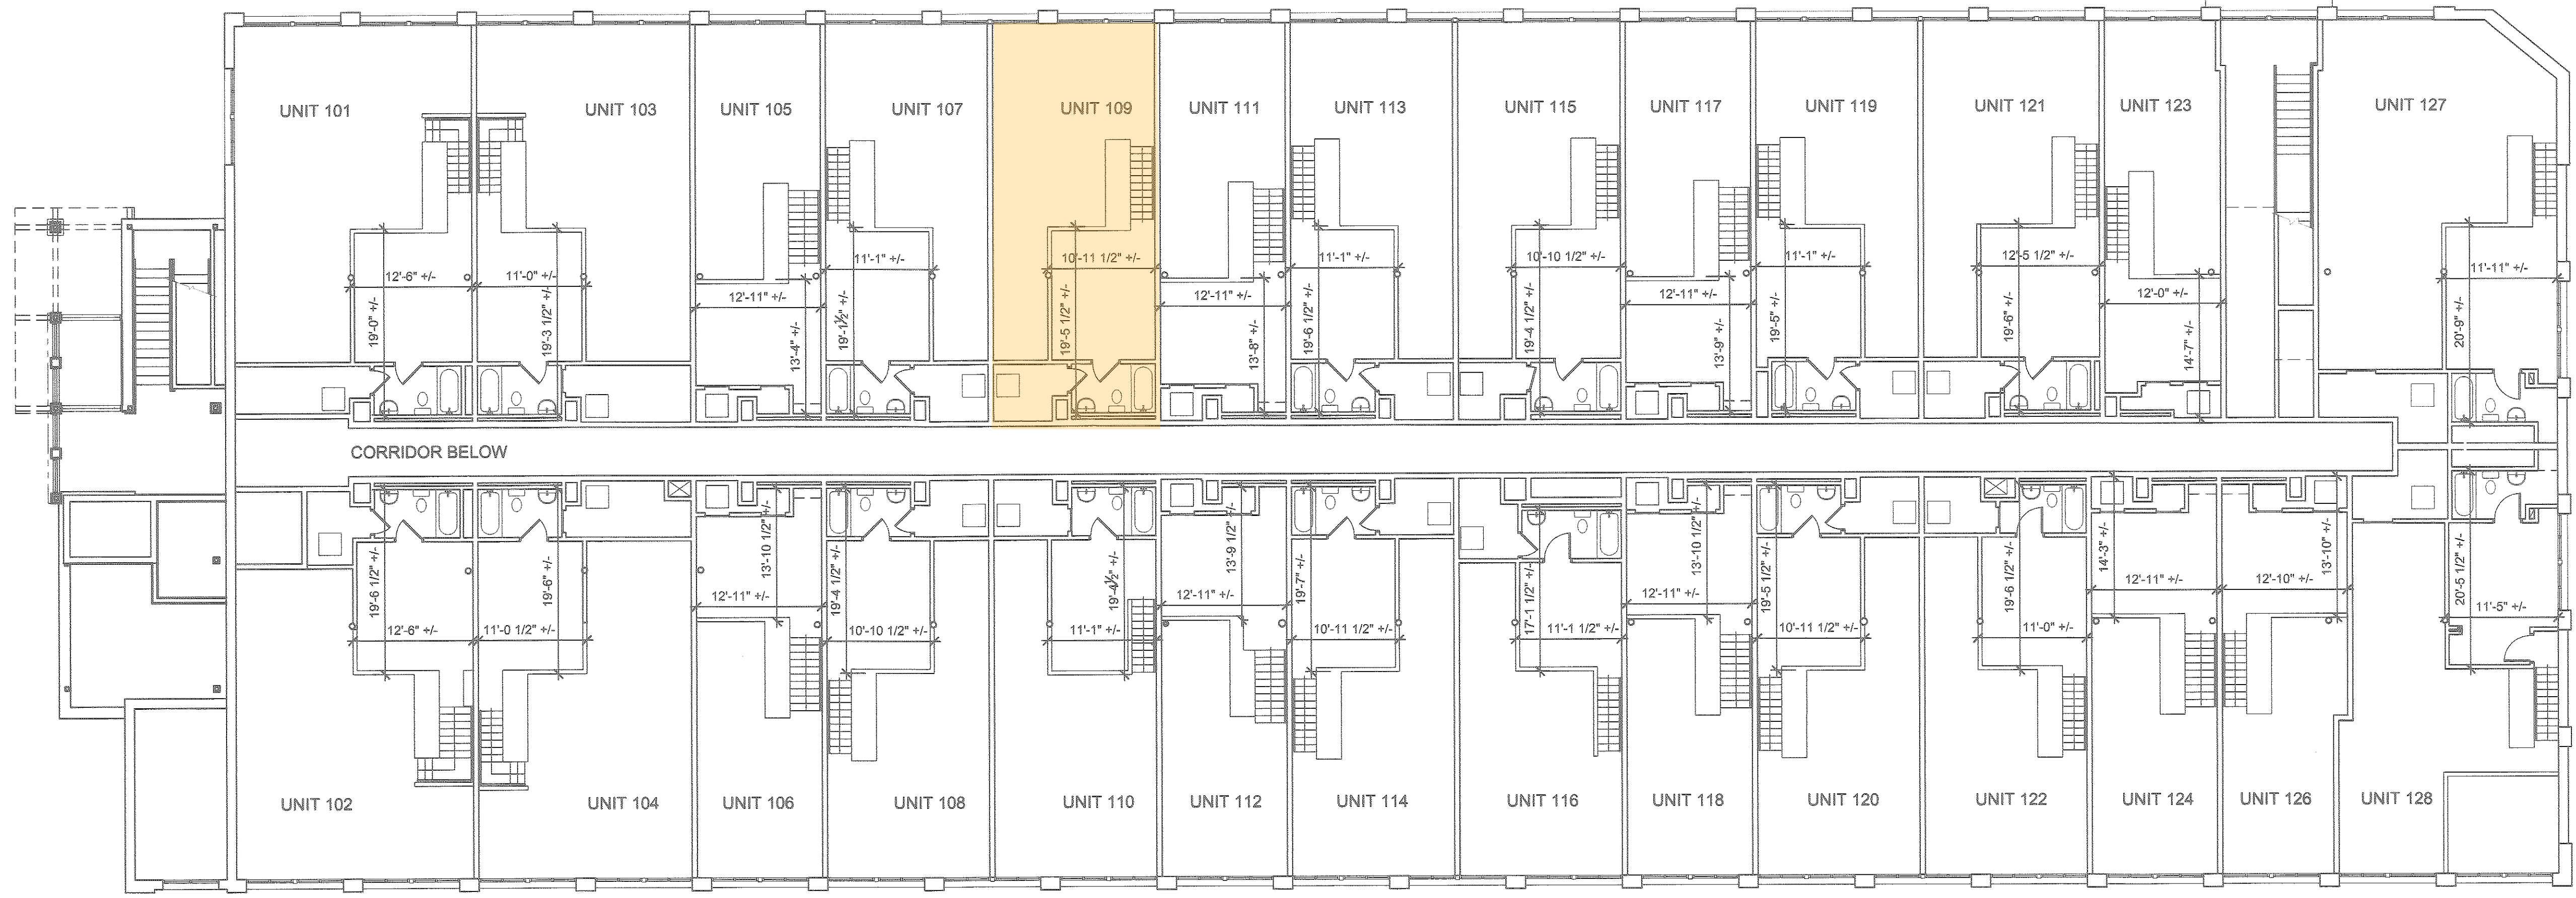 UNIT 101
UNIT 103
UNIT 105
UNIT 107
UNIT 109
UNIT 111
UNIT 113
UNIT 115
UNIT 117
UNIT 119
UNIT 121
UNIT 123
UNIT 127
12'-6" +/-
19'-0" +/-
11'-0" +/-
19'-3 1/2" +/-
12'-11" +/-
13'-4" +/-
11'-1" +/-
19'-1/2" +/-
10'-11 1/2" +/-
19'-5 1/2" +/-
12'-11" +/-
13'-8" +/-
11'-1" +/-
19'-6 1/2" +/-
10'-10 1/2" +/-
19'-4 1/2" +/-
12'-11" +/-
13'-9" +/-
11'-1" +/-
19'-5" +/-
12'-5 1/2" +/-
19'-6" +/-
12'-0" +/-
14'-7" +/-
11'-11" +/-
20'-9" +/-
CORRIDOR BELOW
19'-6 1/2" +/-
12'-6" +/-
19'-6" +/-
11'-0 1/2" +/-
13'-10 1/2" +/-
12'-11" +/-
19'-4 1/2" +/-
10'-10 1/2" +/-
19'-4 1/2" +/-
11'-1" +/-
13'-9 1/2" +/-
12'-11" +/-
19'-7" +/-
10'-11 1/2" +/-
17'-1 1/2" +/-
11'-1 1/2" +/-
13'-10 1/2" +/-
12'-11" +/-
19'-5 1/2" +/-
10'-11 1/2" +/-
19'-6 1/2" +/-
11'-0" +/-
14'-3" +/-
12'-11" +/-
13'-10" +/-
12'-10" +/-
20'-5 1/2" +/-
11'-5" +/-
UNIT 102
UNIT 104
UNIT 106
UNIT 108
UNIT 110
UNIT 112
UNIT 114
UNIT 116
UNIT 118
UNIT 120
UNIT 122
UNIT 124
UNIT 126
UNIT 128